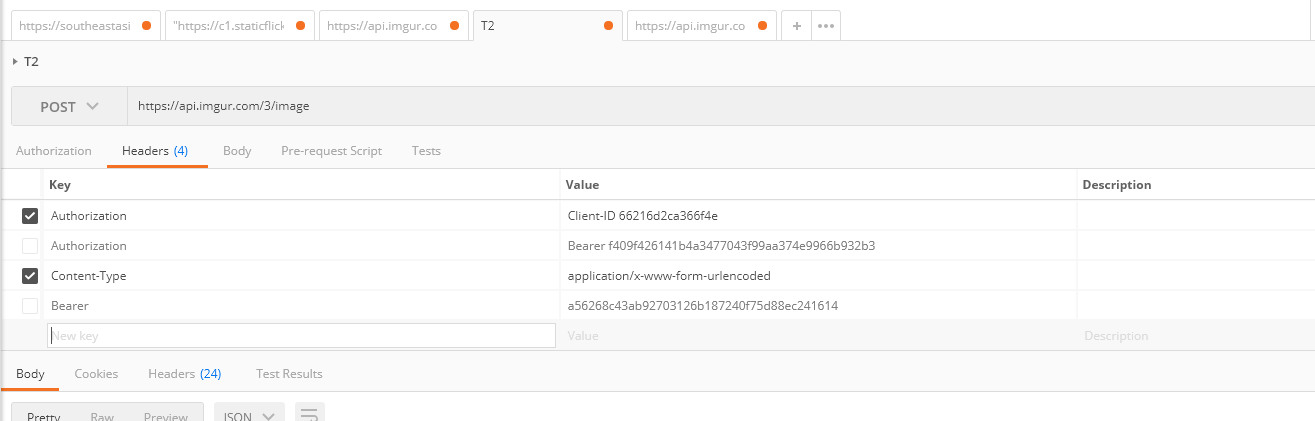 https://southeastasi "https://c1.staticflick https://api.imgur.co T2 https://api.imgur.co + •••
T2
POST https://api.imgur.com/3/image
Authorization Headers (4) Body Pre-request Script Tests
Key Value Description
Authorization Client-ID 66216d2ca366f4e
Authorization Bearer f409f426141b4a3477043f99aa374e9966b932b3
Content-Type application/x-www-form-urlencoded
Bearer a56268c43ab92703126b187240f75d88ec241614
New key Value Description
Body Cookies Headers (24) Test Results
Pretty Raw Preview JSON